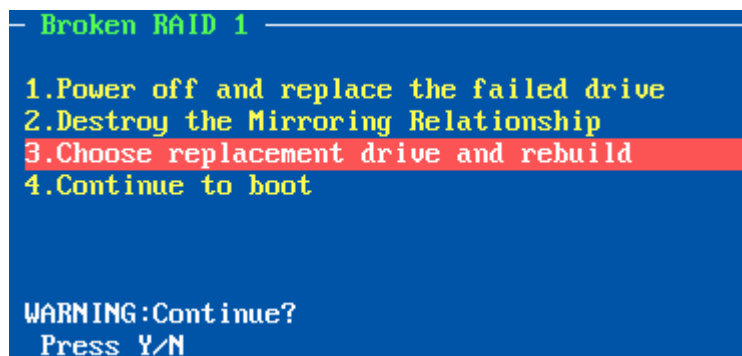 Broken RAID 1
1.Power off and replace the failed drive
2.Destroy the Mirroring Relationship
3.Choose replacement drive and rebuild
4.Continue to boot
WARNING:Continue?
Press Y/N